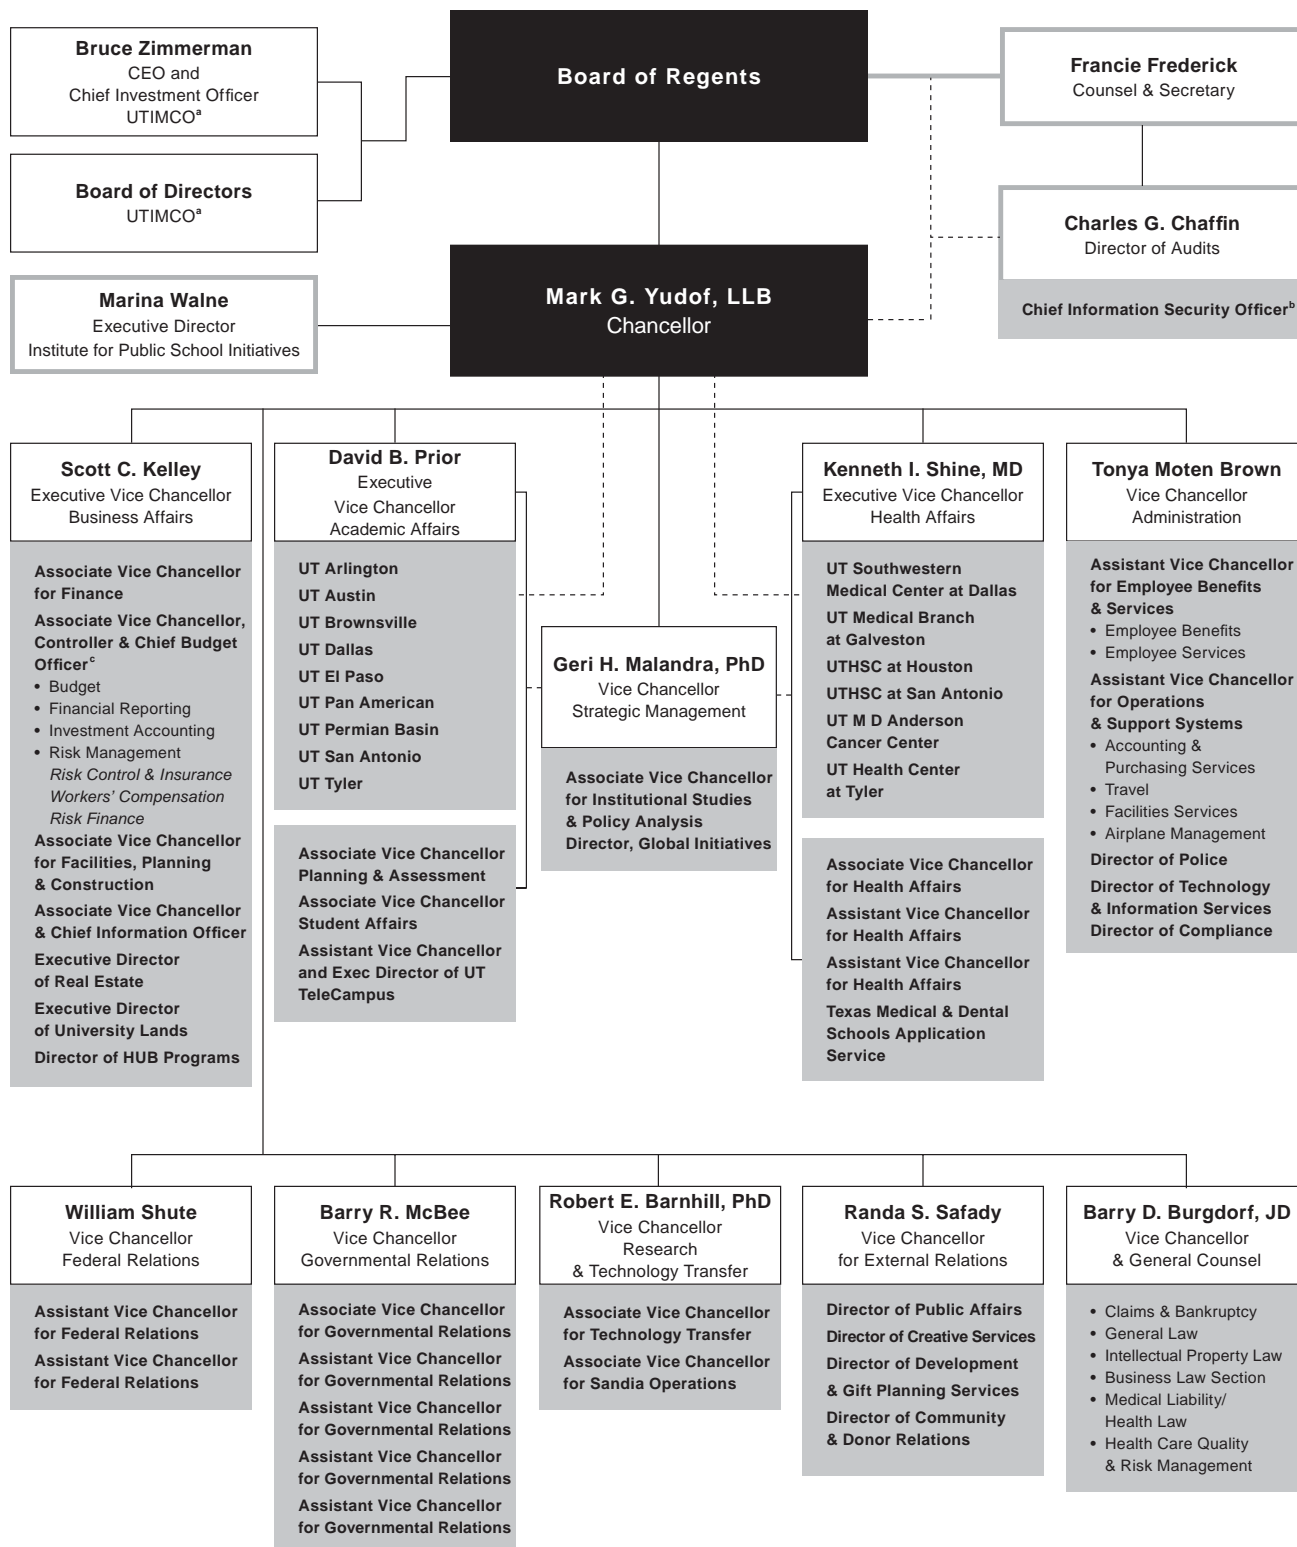 Bruce Zimmerman
CEO and
Chief Investment Officer
UTIMCOᵃ
Board of Regents
Francie Frederick
Counsel & Secretary
Board of Directors
UTIMCOᵃ
Charles G. Chaffin
Director of Audits
Chief Information Security Officerᵇ
Marina Walne
Executive Director
Institute for Public School Initiatives
Mark G. Yudof, LLB
Chancellor
Scott C. Kelley
Executive Vice Chancellor
Business Affairs
Associate Vice Chancellor
for Finance
Associate Vice Chancellor,
Controller & Chief Budget
Officerᶜ
• Budget
• Financial Reporting
• Investment Accounting
• Risk Management
Risk Control & Insurance
Workers' Compensation
Risk Finance
Associate Vice Chancellor
for Facilities, Planning
& Construction
Associate Vice Chancellor
& Chief Information Officer
Executive Director
of Real Estate
Executive Director
of University Lands
Director of HUB Programs
David B. Prior
Executive
Vice Chancellor
Academic Affairs
UT Arlington
UT Austin
UT Brownsville
UT Dallas
UT El Paso
UT Pan American
UT Permian Basin
UT San Antonio
UT Tyler
Associate Vice Chancellor
Planning & Assessment
Associate Vice Chancellor
Student Affairs
Assistant Vice Chancellor
and Exec Director of UT
TeleCampus
Geri H. Malandra, PhD
Vice Chancellor
Strategic Management
Associate Vice Chancellor
for Institutional Studies
& Policy Analysis
Director, Global Initiatives
Kenneth I. Shine, MD
Executive Vice Chancellor
Health Affairs
UT Southwestern
Medical Center at Dallas
UT Medical Branch
at Galveston
UTHSC at Houston
UTHSC at San Antonio
UT M D Anderson
Cancer Center
UT Health Center
at Tyler
Associate Vice Chancellor
for Health Affairs
Assistant Vice Chancellor
for Health Affairs
Assistant Vice Chancellor
for Health Affairs
Texas Medical & Dental
Schools Application
Service
Tonya Moten Brown
Vice Chancellor
Administration
Assistant Vice Chancellor
for Employee Benefits
& Services
• Employee Benefits
• Employee Services
Assistant Vice Chancellor
for Operations
& Support Systems
• Accounting &
Purchasing Services
• Travel
• Facilities Services
• Airplane Management
Director of Police
Director of Technology
& Information Services
Director of Compliance
William Shute
Vice Chancellor
Federal Relations
Assistant Vice Chancellor
for Federal Relations
Assistant Vice Chancellor
for Federal Relations
Barry R. McBee
Vice Chancellor
Governmental Relations
Associate Vice Chancellor
for Governmental Relations
Assistant Vice Chancellor
for Governmental Relations
Assistant Vice Chancellor
for Governmental Relations
Assistant Vice Chancellor
for Governmental Relations
Assistant Vice Chancellor
for Governmental Relations
Robert E. Barnhill, PhD
Vice Chancellor
Research
& Technology Transfer
Associate Vice Chancellor
for Technology Transfer
Associate Vice Chancellor
for Sandia Operations
Randa S. Safady
Vice Chancellor
for External Relations
Director of Public Affairs
Director of Creative Services
Director of Development
& Gift Planning Services
Director of Community
& Donor Relations
Barry D. Burgdorf, JD
Vice Chancellor
& General Counsel
• Claims & Bankruptcy
• General Law
• Intellectual Property Law
• Business Law Section
• Medical Liability/
Health Law
• Health Care Quality
& Risk Management